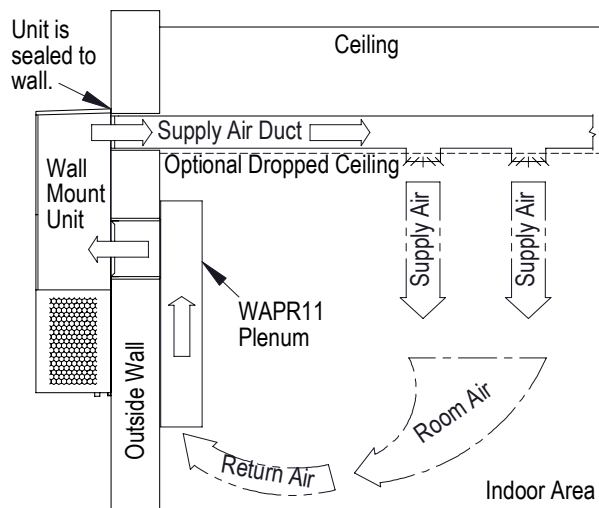 Unit is
sealed to
wall.
Ceiling
Supply Air Duct
Optional Dropped Ceiling
Wall
Mount
Unit
Supply Air
Supply Air
WAPR11
Plenum
Outside Wall
Room Air
Return Air
Indoor Area